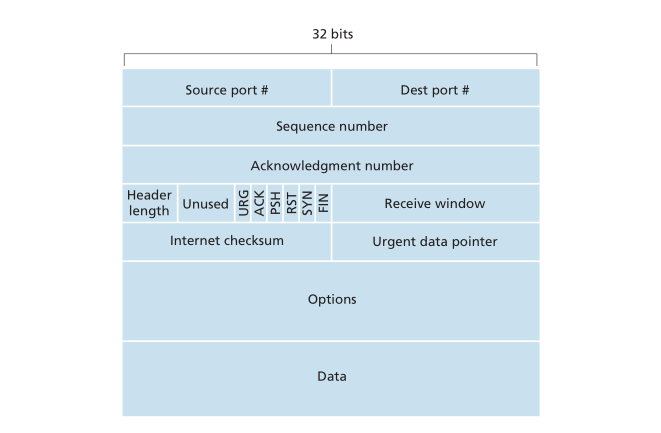 32 bits
Source port #
Dest port #
Sequence number
Acknowledgment number
Header
length
Unused
URG
ACK
PSH
RST
SYN
FIN
Receive window
Internet checksum
Urgent data pointer
Options
Data